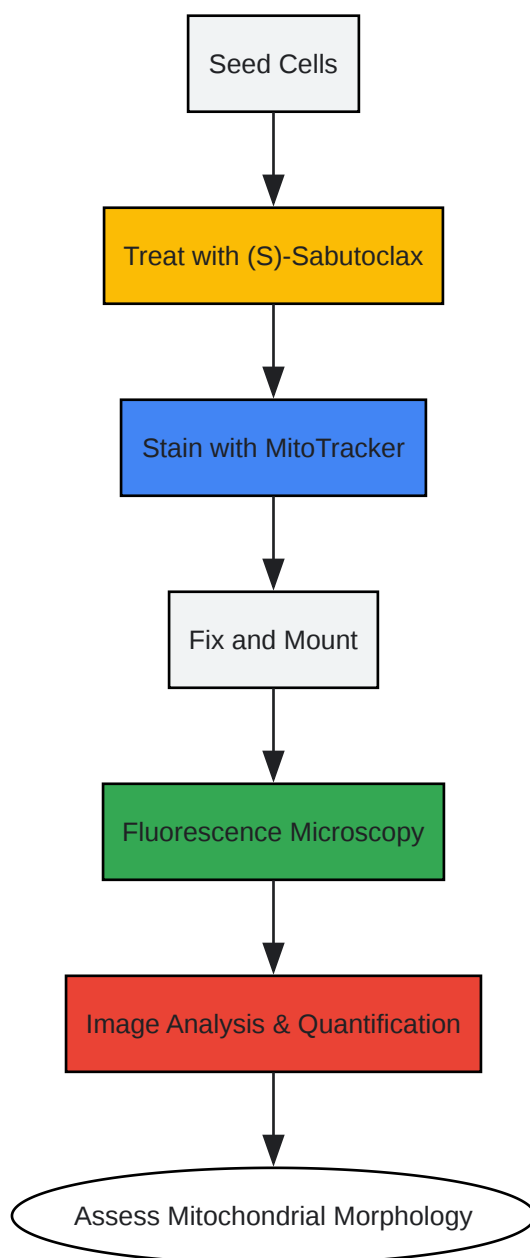 Seed Cells
Treat with (S)-Sabutoclax
Stain with MitoTracker
Fix and Mount
Fluorescence Microscopy
Image Analysis & Quantification
Assess Mitochondrial Morphology